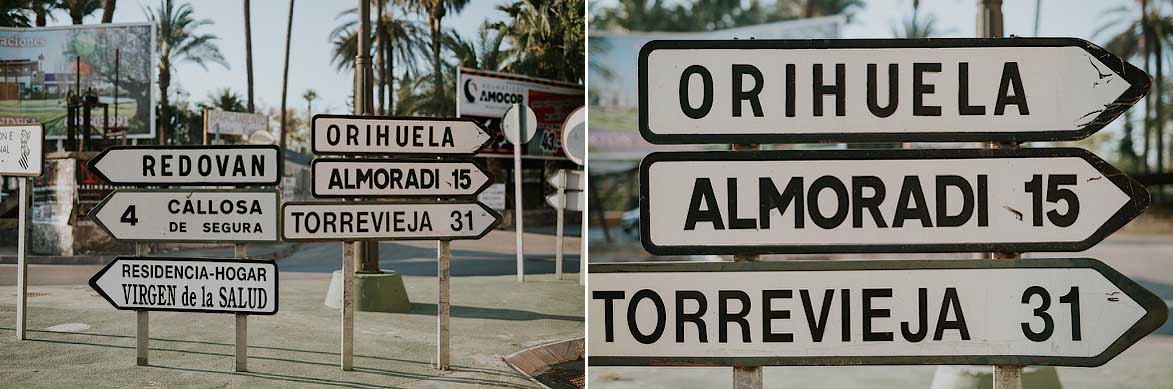 REDOVAN
4 CÁLLOSA
DE SEGURA
RESIDENCIA-HOGAR
VIRGEN de la SALUD
ORIHUELA
ALMORADI 15
TORREVIEJA 31
AMOCOR
ORIHUELA
ALMORADI 15
TORREVIEJA 31